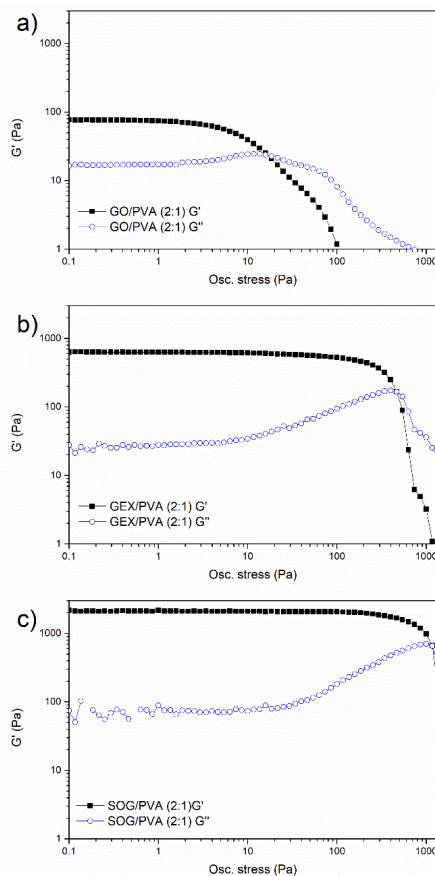 a)
1000
100
10
1
G' (Pa)
GO/PVA (2:1) G'
GO/PVA (2:1) G''
0.1 1 10 100 1000
Osc. stress (Pa)
b)
1000
100
10
1
G' (Pa)
GEX/PVA (2:1) G'
GEX/PVA (2:1) G''
0.1 1 10 100 1000
Osc. stress (Pa)
c)
1000
100
10
1
G' (Pa)
SOG/PVA (2:1)G'
SOG/PVA (2:1) G''
0.1 1 10 100 1000
Osc. stress (Pa)